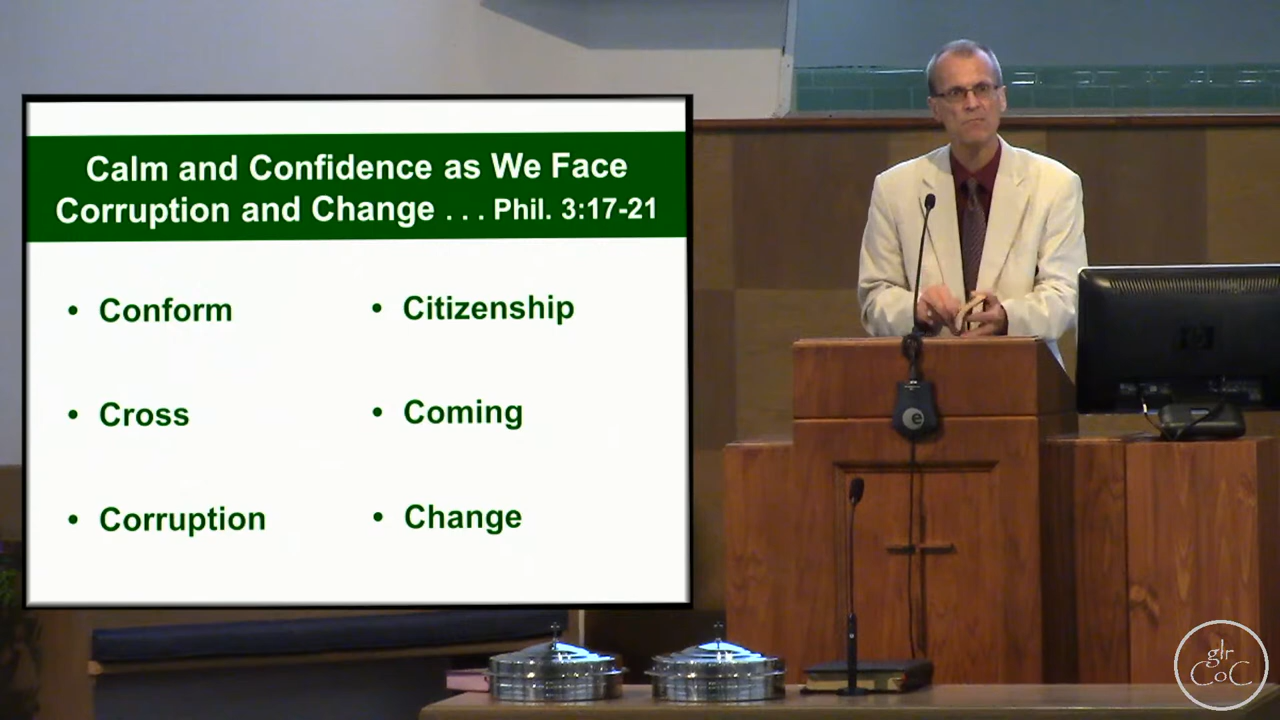 Calm and Confidence as We Face
Corruption and Change . . . Phil. 3:17-21
• Conform
• Cross
• Corruption
• Citizenship
• Coming
• Change
e
glr
CoC